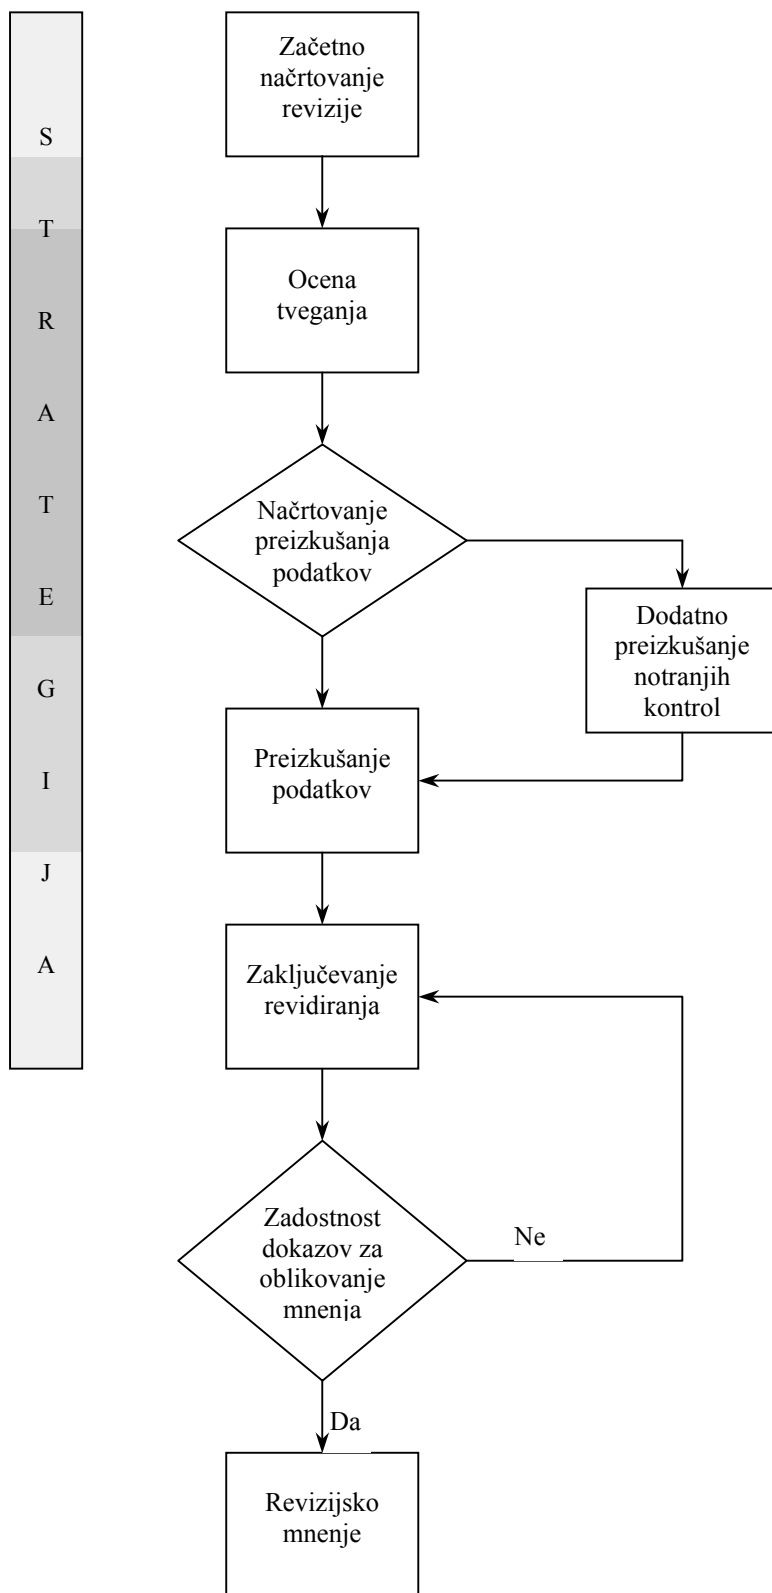 S
T
R
A
T
E
G
I
J
A
Začetno
načrtovanje
revizije
Ocena
tveganja
Načrtovanje
preizkušanja
podatkov
Dodatno
preizkušanje
notranjih
kontrol
Preizkušanje
podatkov
Zaključevanje
revidiranja
Zadostnost
dokazov za
oblikovanje
mnenja
Ne
Da
Revizijsko
mnenje